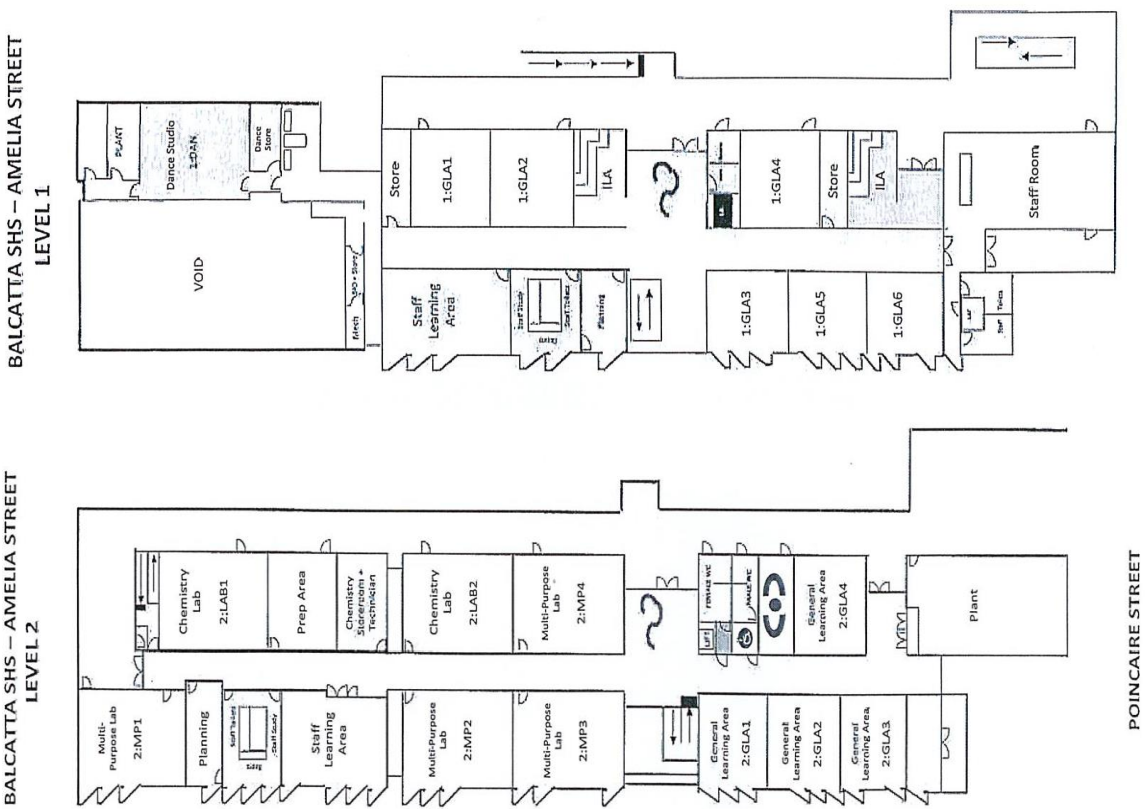 BALCATTA SHS – AMELIA STREET
LEVEL 1
PLANT
Dance Studio
1:DAN
Dance
Store
VOID
Mech
Store
1:GLA1
1:GLA2
ILA
1:GLA4
Store
ILA
Staff Room
Staff
Learning
Area
Staff Study
Staff Toilets
Planning
1:GLA3
1:GLA5
1:GLA6
Staff
Toilets
BALCATTA SHS – AMELIA STREET
LEVEL 2
Chemistry
Lab
2:LAB1
Prep Area
Chemistry
Storeroom +
Technician
Chemistry
Lab
2:LAB2
Multi-Purpose
Lab
2:MP4
FEMALE WC
LIFT
MALE WC
General
Learning Area
2:GLA4
Plant
Multi-
Purpose Lab
2:MP1
Planning
Staff Toilets
Staff Study
Staff
Learning
Area
Multi-Purpose
Lab
2:MP2
Multi-Purpose
Lab
2:MP3
General
Learning Area
2:GLA1
General
Learning Area
2:GLA2
General
Learning Area
2:GLA3
POINCAIRE STREET